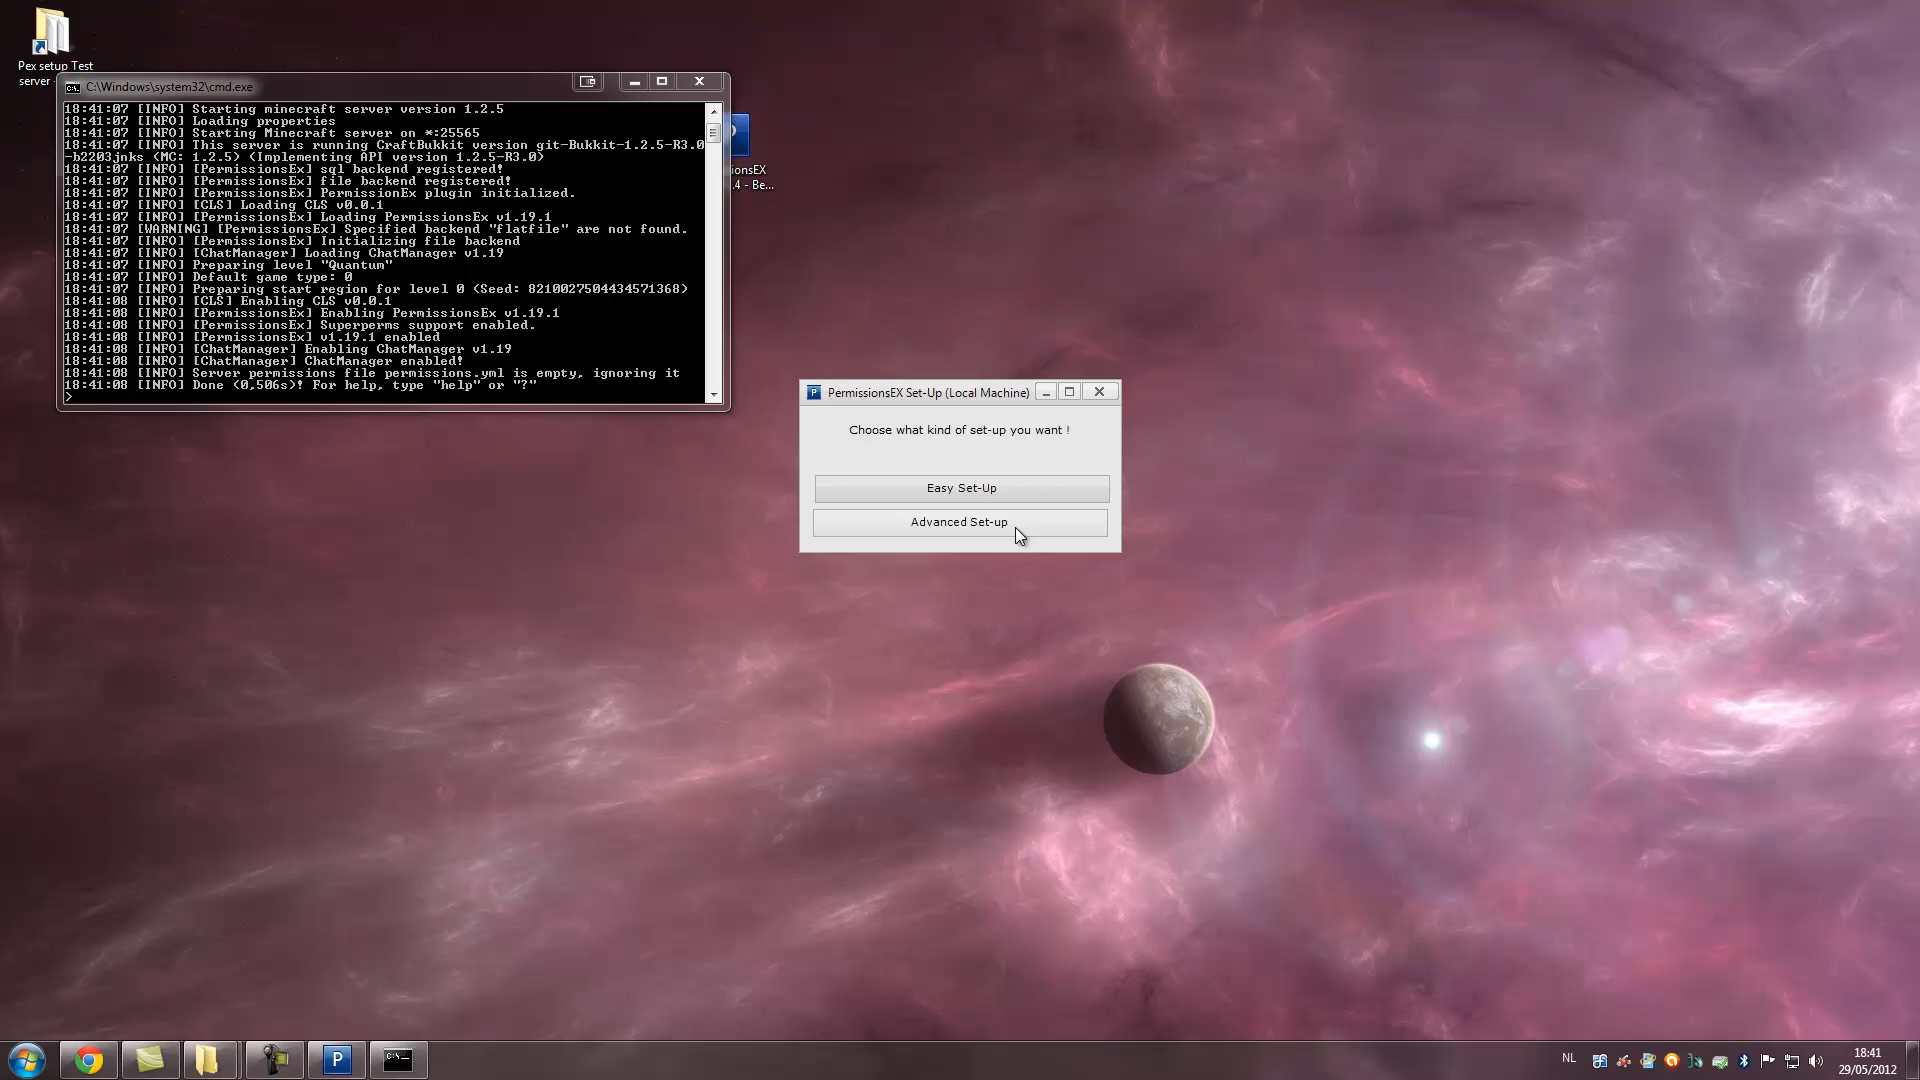 Pex setup Test
server
C:\Windows\system32\cmd.exe
18:41:07 [INFO] Starting minecraft server version 1.2.5
18:41:07 [INFO] Loading properties
18:41:07 [INFO] Starting Minecraft server on *:25565
18:41:07 [INFO] This server is running CraftBukkit version git-Bukkit-1.2.5-R3.0
-b2203jnks (MC: 1.2.5) (Implementing API version 1.2.5-R3.0)
18:41:07 [INFO] [PermissionsEx] sql backend registered!
18:41:07 [INFO] [PermissionsEx] file backend registered!
18:41:07 [INFO] [PermissionsEx] PermissionEx plugin initialized.
18:41:07 [INFO] [CLS] Loading CLS v0.0.1
18:41:07 [INFO] [PermissionsEx] Loading PermissionsEx v1.19.1
18:41:07 [WARNING] [PermissionsEx] Specified backend "flatfile" are not found.
18:41:07 [INFO] [PermissionsEx] Initializing file backend
18:41:07 [INFO] [ChatManager] Loading ChatManager v1.19
18:41:07 [INFO] Preparing level "Quantum"
18:41:07 [INFO] Default game type: 0
18:41:07 [INFO] Preparing start region for level 0 (Seed: 8210027504434571368)
18:41:08 [INFO] [CLS] Enabling CLS v0.0.1
18:41:08 [INFO] [PermissionsEx] Enabling PermissionsEx v1.19.1
18:41:08 [INFO] [PermissionsEx] Superperms support enabled.
18:41:08 [INFO] [PermissionsEx] v1.19.1 enabled
18:41:08 [INFO] [ChatManager] Enabling ChatManager v1.19
18:41:08 [INFO] [ChatManager] ChatManager enabled!
18:41:08 [INFO] Server permissions file permissions.yml is empty, ignoring it
18:41:08 [INFO] Done (0,506s)! For help, type "help" or "?"
>
ionsEX
.4 - Be...
PermissionsEX Set-Up (Local Machine)
Choose what kind of set-up you want !
Easy Set-Up
Advanced Set-up
NL
18:41
29/05/2012